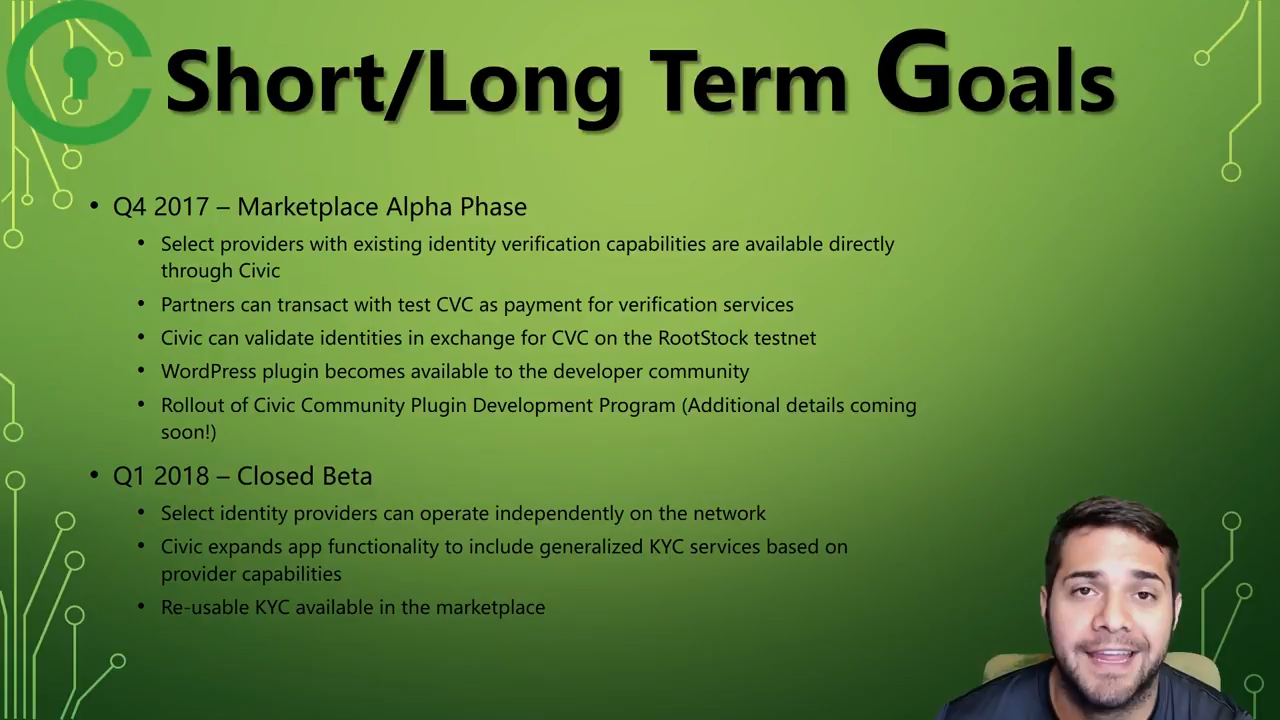 Short/Long Term Goals
• Q4 2017 – Marketplace Alpha Phase
• Select providers with existing identity verification capabilities are available directly
through Civic
• Partners can transact with test CVC as payment for verification services
• Civic can validate identities in exchange for CVC on the RootStock testnet
• WordPress plugin becomes available to the developer community
• Rollout of Civic Community Plugin Development Program (Additional details coming
soon!)
• Q1 2018 – Closed Beta
• Select identity providers can operate independently on the network
• Civic expands app functionality to include generalized KYC services based on
provider capabilities
• Re-usable KYC available in the marketplace